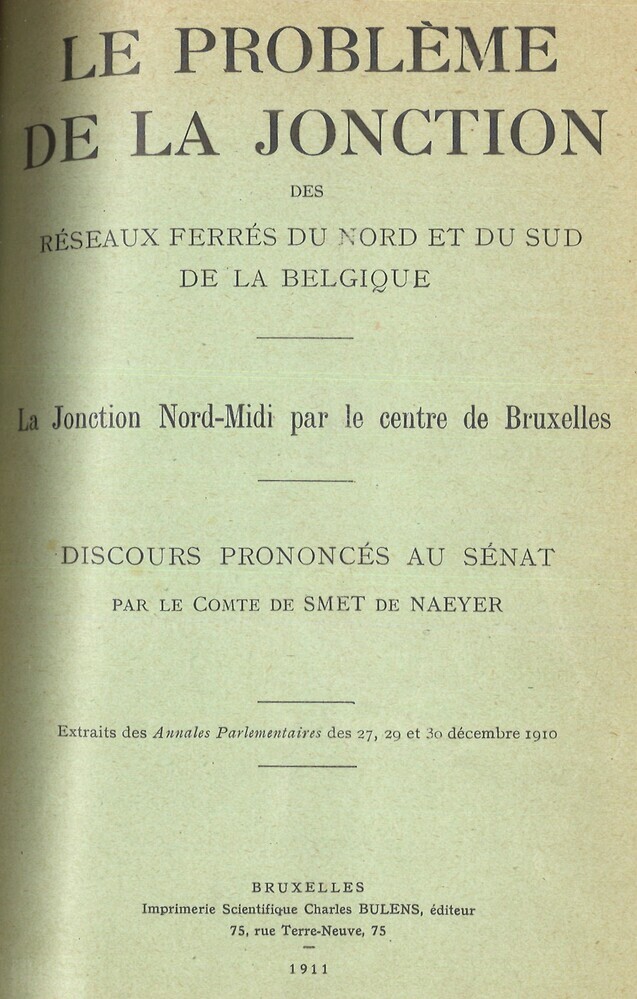 LE PROBLÈME
DE LA JONCTION
DES
RÉSEAUX FERRÉS DU NORD ET DU SUD
DE LA BELGIQUE
La Jonction Nord-Midi par le centre de Bruxelles
DISCOURS PRONONCÉS AU SÉNAT
PAR LE COMTE DE SMET DE NAEYER
Extraits des Annales Parlementaires des 27, 29 et 30 décembre 1910
BRUXELLES
Imprimerie Scientifique Charles BULENS, éditeur
75, rue Terre-Neuve, 75
1911